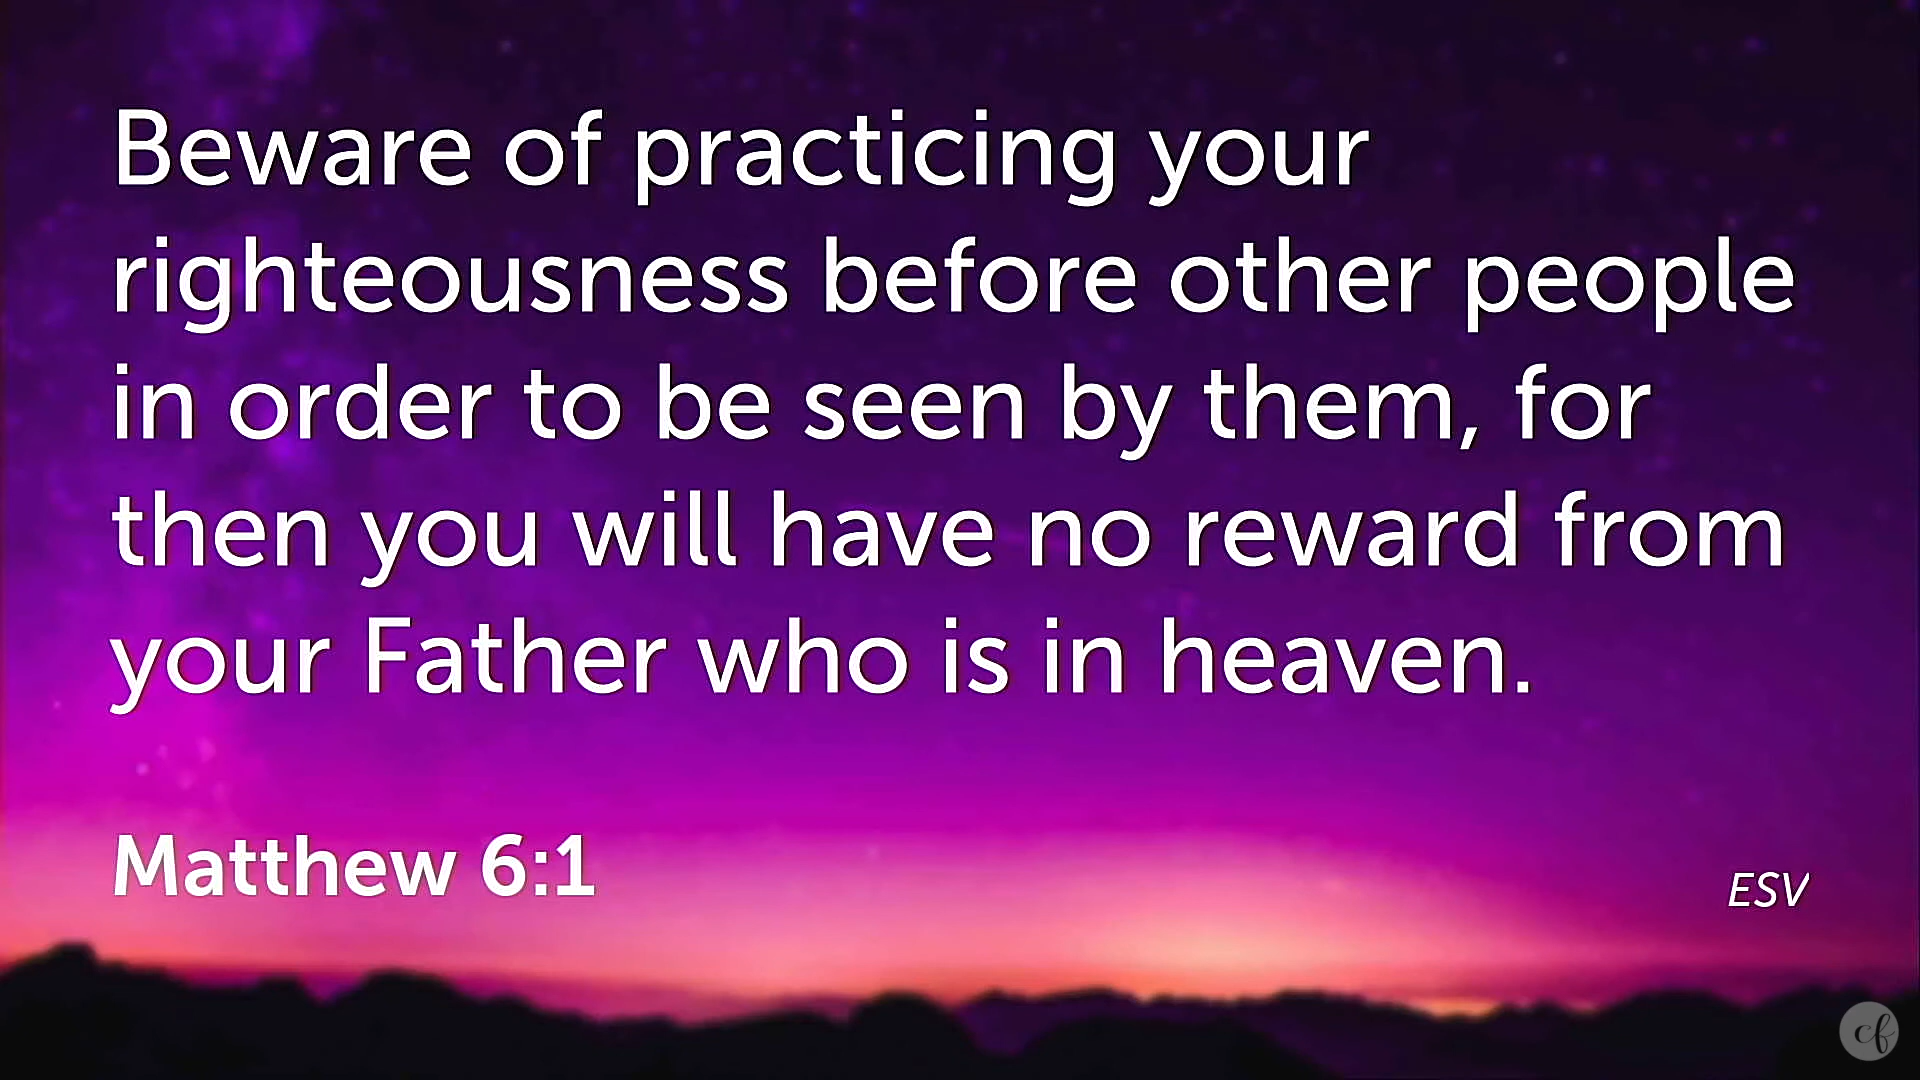 Beware of practicing your
righteousness before other people
in order to be seen by them, for
then you will have no reward from
your Father who is in heaven.
Matthew 6:1
ESV
cf